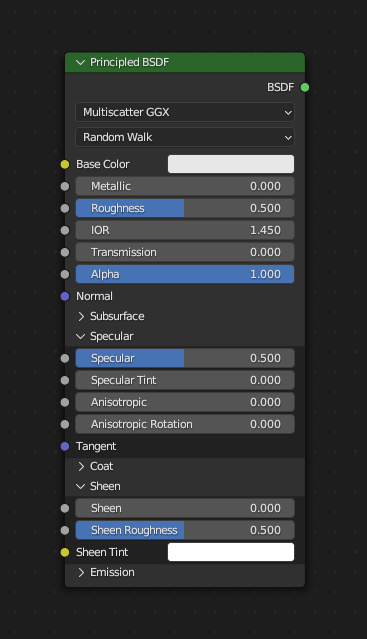 Principled BSDF
BSDF
Multiscatter GGX
Random Walk
Base Color
Metallic 0.000
Roughness 0.500
IOR 1.450
Transmission 0.000
Alpha 1.000
Normal
Subsurface
Specular
Specular 0.500
Specular Tint 0.000
Anisotropic 0.000
Anisotropic Rotation 0.000
Tangent
Coat
Sheen
Sheen 0.000
Sheen Roughness 0.500
Sheen Tint
Emission